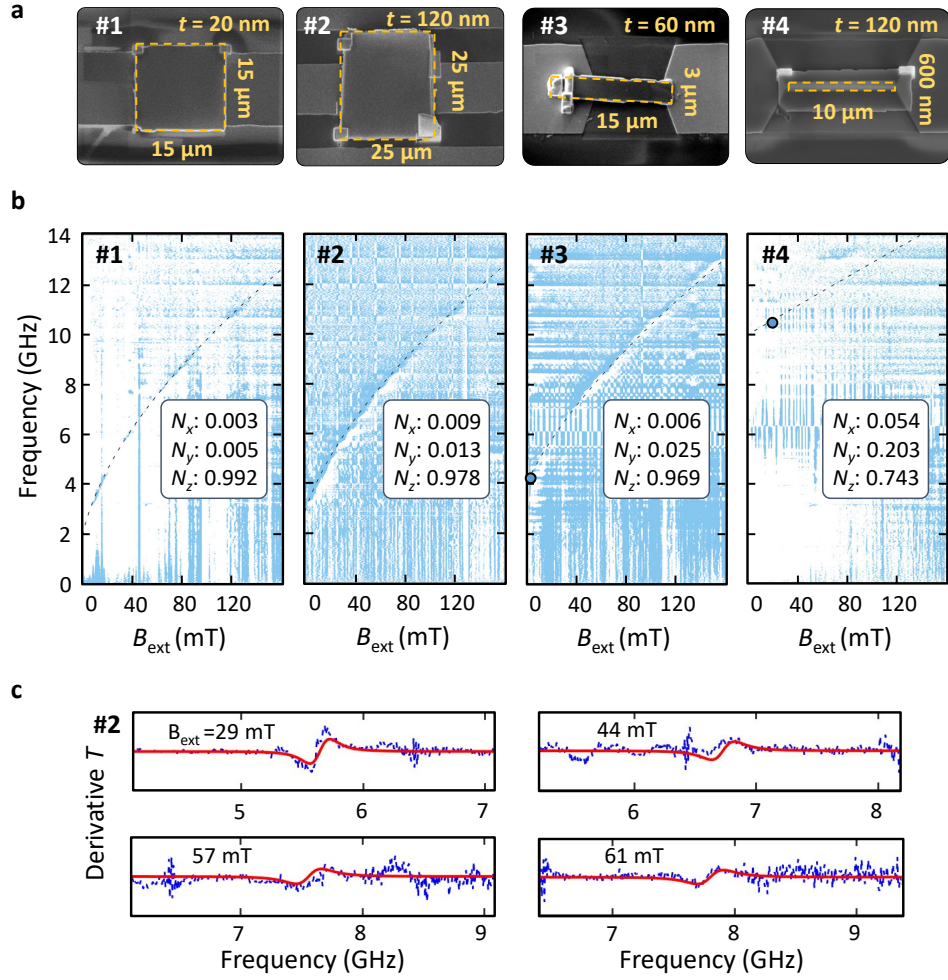 a
#1
t = 20 nm
15 μm
15 μm
#2
t = 120 nm
25 μm
25 μm
#3
t = 60 nm
3 μm
15 μm
#4
t = 120 nm
600 nm
10 μm
b
Frequency (GHz)
14
12
10
8
6
4
2
0
#1
Nx: 0.003
Ny: 0.005
Nz: 0.992
0 40 80 120
Bext (mT)
#2
Nx: 0.009
Ny: 0.013
Nz: 0.978
0 40 80 120
Bext (mT)
#3
Nx: 0.006
Ny: 0.025
Nz: 0.969
0 40 80 120
Bext (mT)
#4
Nx: 0.054
Ny: 0.203
Nz: 0.743
0 40 80 120
Bext (mT)
c
#2
Derivative T
Bext =29 mT
5 6 7
44 mT
6 7 8
57 mT
7 8 9
Frequency (GHz)
61 mT
7 8 9
Frequency (GHz)